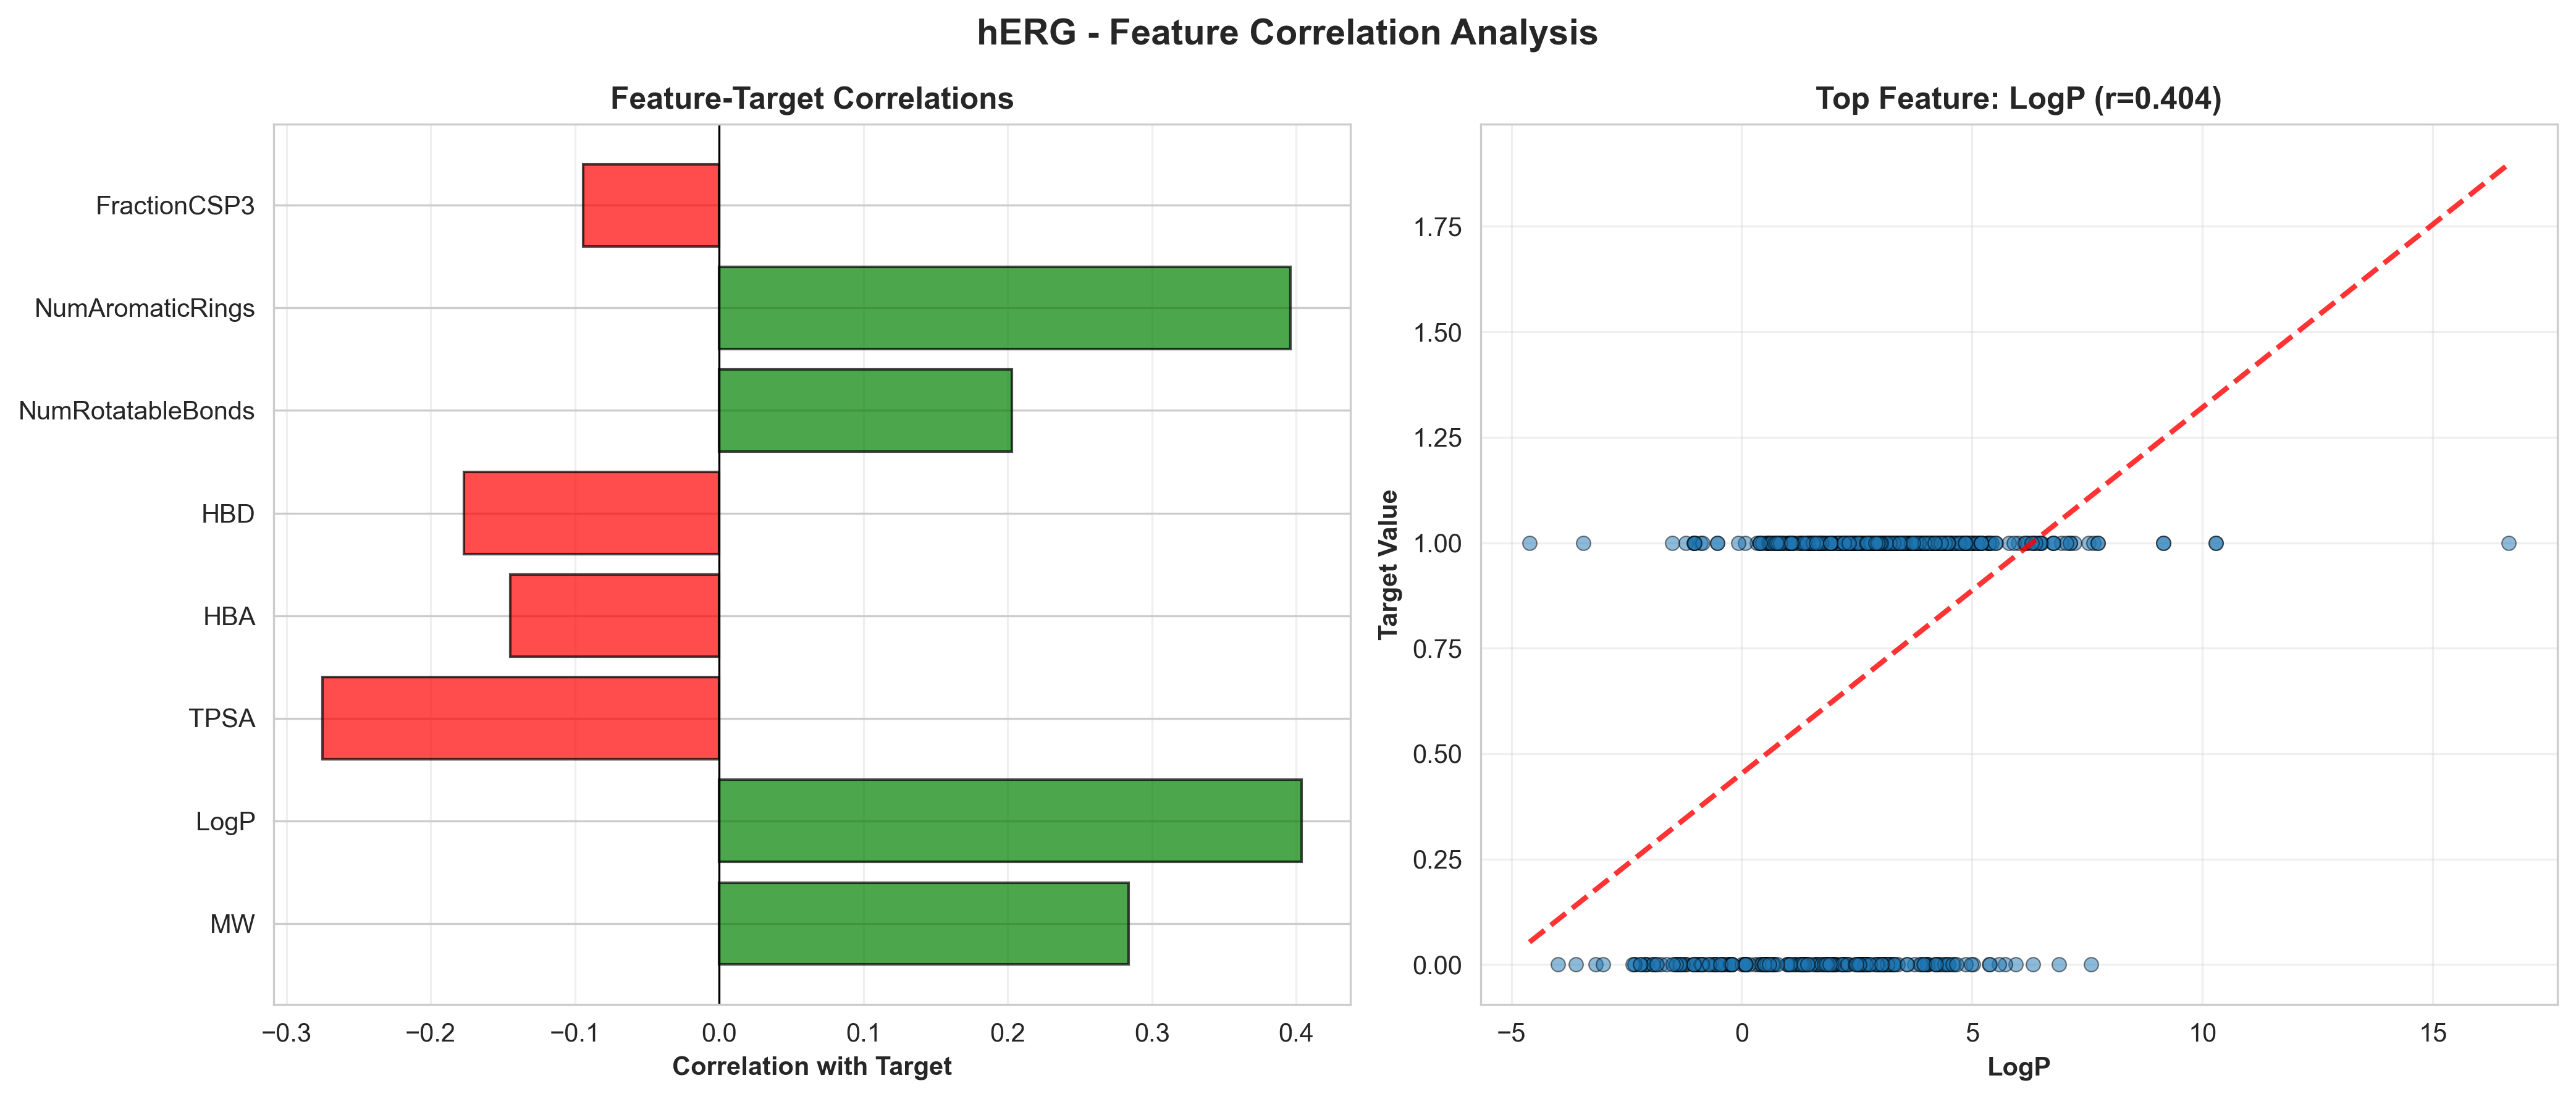 hERG - Feature Correlation Analysis
Feature-Target Correlations
FractionCSP3
NumAromaticRings
NumRotatableBonds
HBD
HBA
TPSA
LogP
MW
−0.3 −0.2 −0.1 0.0 0.1 0.2 0.3 0.4
Correlation with Target
Top Feature: LogP (r=0.404)
Target Value
1.75
1.50
1.25
1.00
0.75
0.50
0.25
0.00
−5 0 5 10 15
LogP